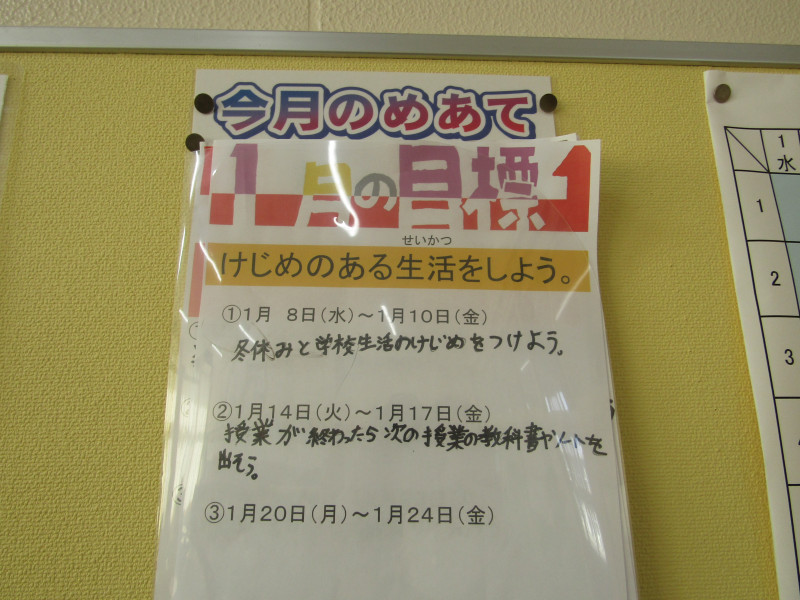 今月のめあて
1月の目標 1
せいかつ
けじめのある生活をしよう。
①1月 8日(水)～1月10日(金)
冬休みと学校生活のけじめをつけよう。
②1月14日(火)～1月17日(金)
授業が終わったら次の授業の教科書やノートを
出そう。
③1月20日(月)～1月24日(金)
1
水
1
2
3